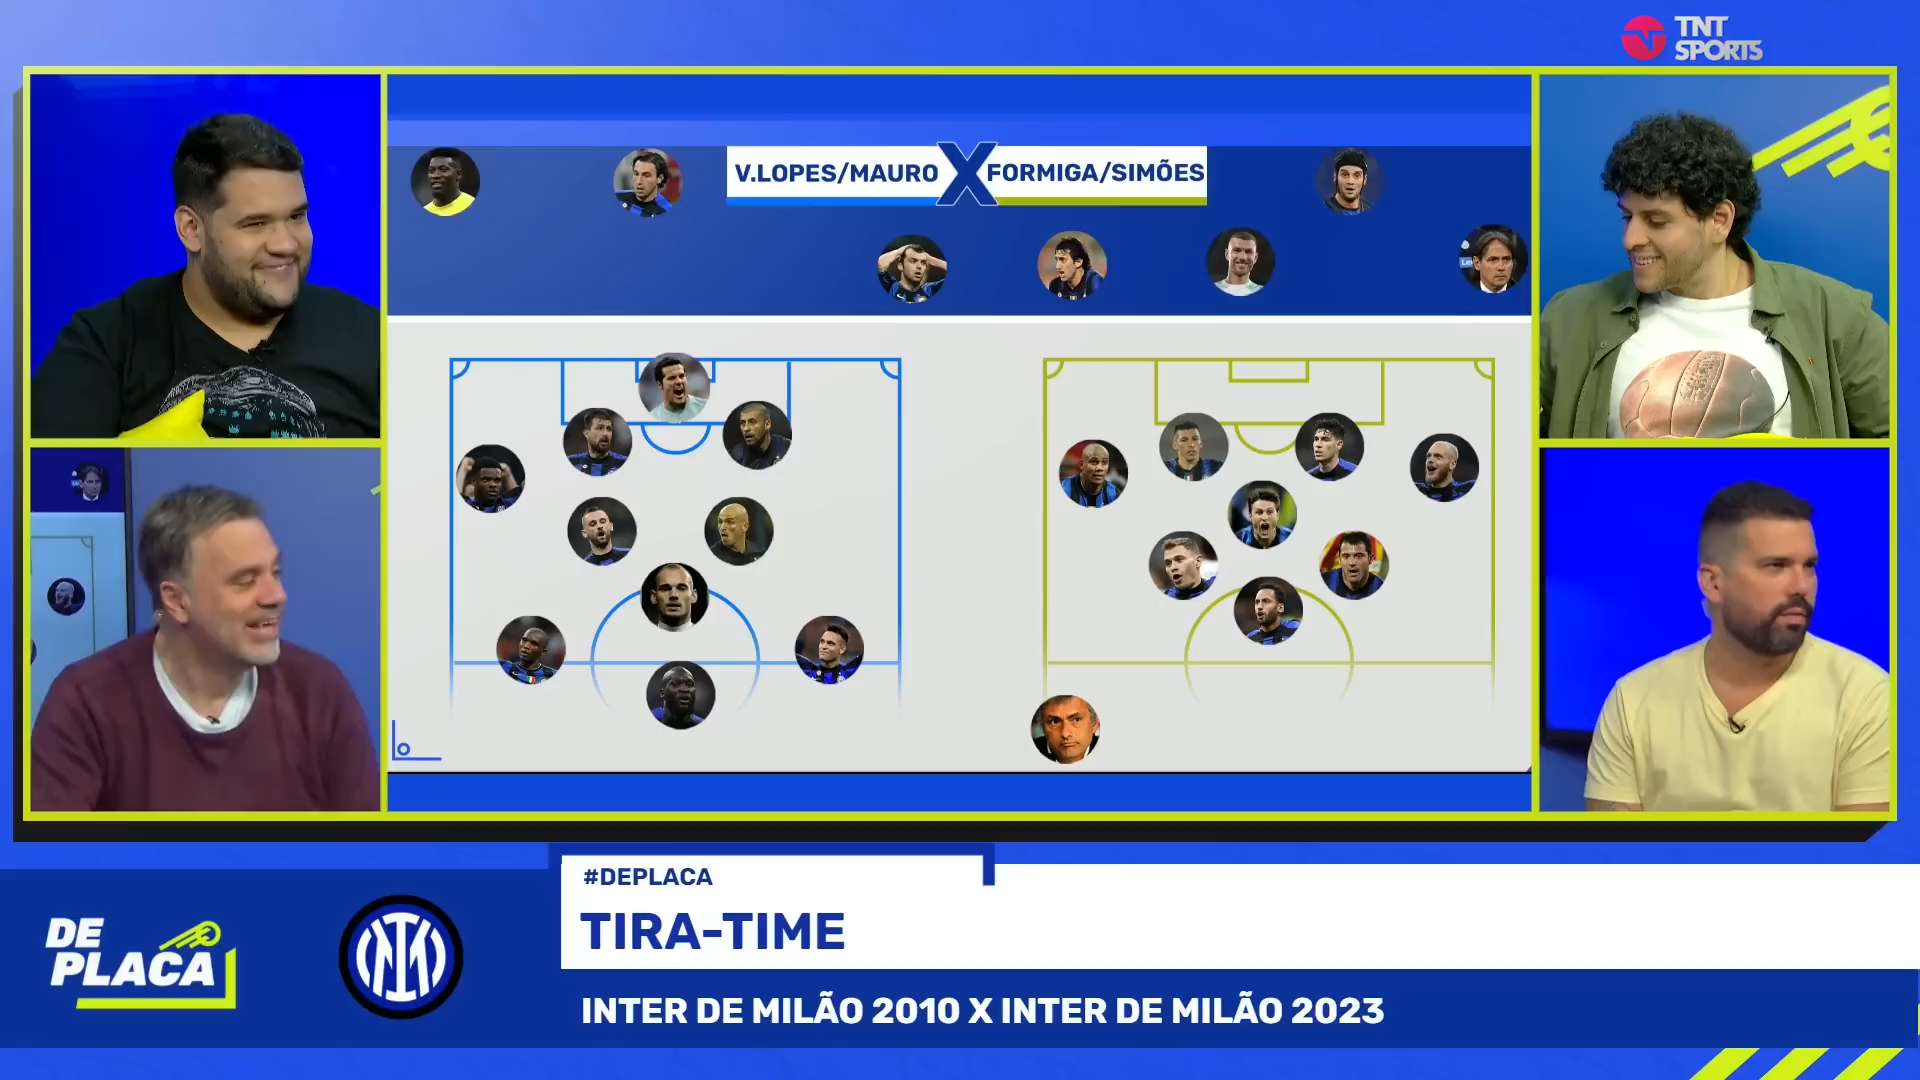 TNT
SPORTS
V.LOPES/MAURO X FORMIGA/SIMÕES
#DEPLACA
TIRA-TIME
DE
PLACA
INTER DE MILÃO 2010 X INTER DE MILÃO 2023